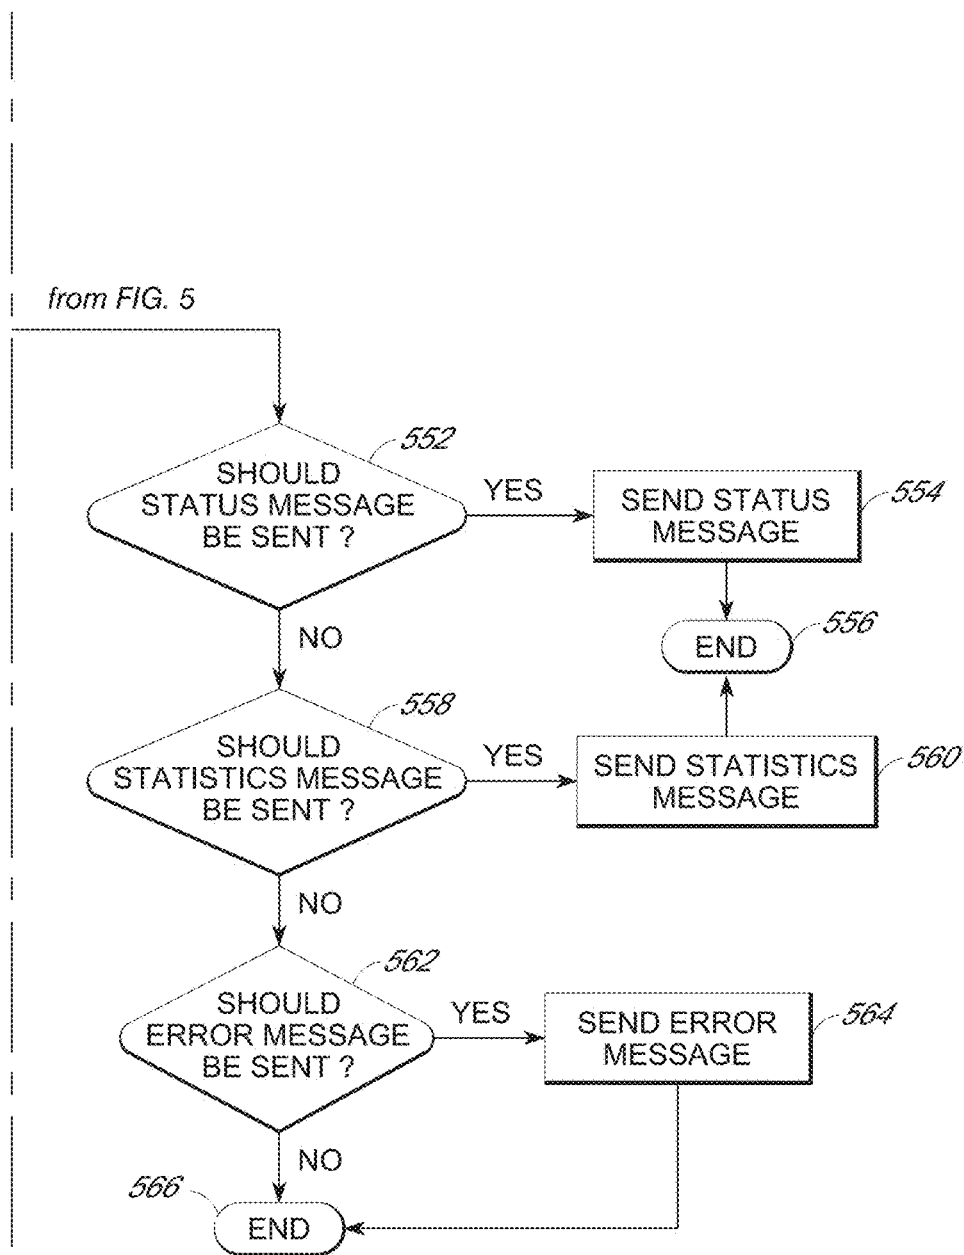 from FIG. 5
552
SHOULD
STATUS MESSAGE
BE SENT ?
YES
SEND STATUS
MESSAGE
554
NO
END
556
558
SHOULD
STATISTICS MESSAGE
BE SENT ?
YES
SEND STATISTICS
MESSAGE
560
NO
562
SHOULD
ERROR MESSAGE
BE SENT ?
YES
SEND ERROR
MESSAGE
564
NO
566
END